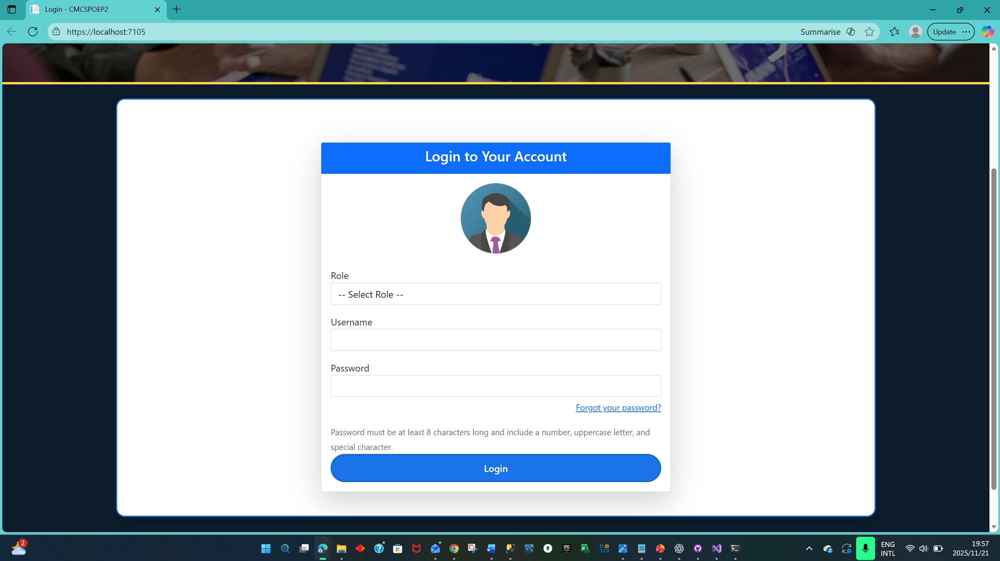 Login - CMCSPOEP2
https://localhost:7105
Summarise
Update
Login to Your Account
Role
-- Select Role --
Username
Password
Forgot your password?
Password must be at least 8 characters long and include a number, uppercase letter, and
special character.
Login
2
EPIC
GAMES
ENG
INTL
19:57
2025/11/21